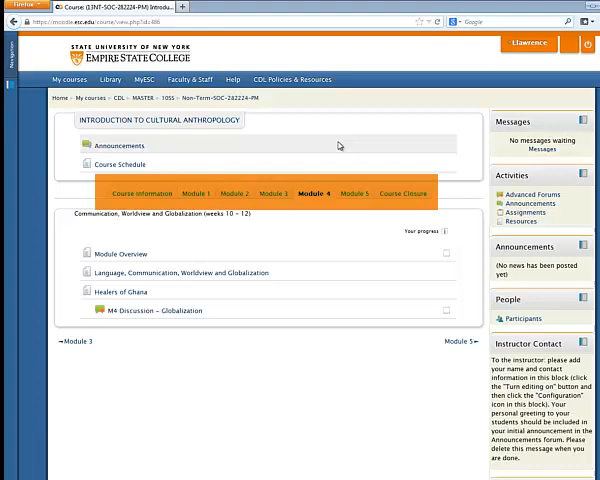 Firefox
Course: (13NT-SOC-282224-PM) Introdu...
https://moodle.esc.edu/course/view.php?id=486
Google
Navigation
STATE UNIVERSITY OF NEW YORK
EMPIRE STATE COLLEGE
Llawrence
My courses Library MyESC Faculty & Staff Help CDL Policies & Resources
Home ► My courses ► CDL ► MASTER ► 10SS ► Non-Term-SOC-282224-PM
INTRODUCTION TO CULTURAL ANTHROPOLOGY
Announcements
Course Schedule
Course Information Module 1 Module 2 Module 3 Module 4 Module 5 Course Closure
Communication, Worldview and Globalization (weeks 10 - 12)
Your progress
Module Overview
Language, Communication, Worldview and Globalization
Healers of Ghana
M4 Discussion - Globalization
◄Module 3
Module 5►
Messages
No messages waiting
Messages
Activities
Advanced Forums
Announcements
Assignments
Resources
Announcements
(No news has been posted
yet)
People
Participants
Instructor Contact
To the instructor: please add
your name and contact
information in this block (click
the "Turn editing on" button and
then click the "Configuration"
icon in this block). Your
personal greeting to your
students should be included in
your initial announcement in the
Announcements forum. Please
delete this message when you
are done.